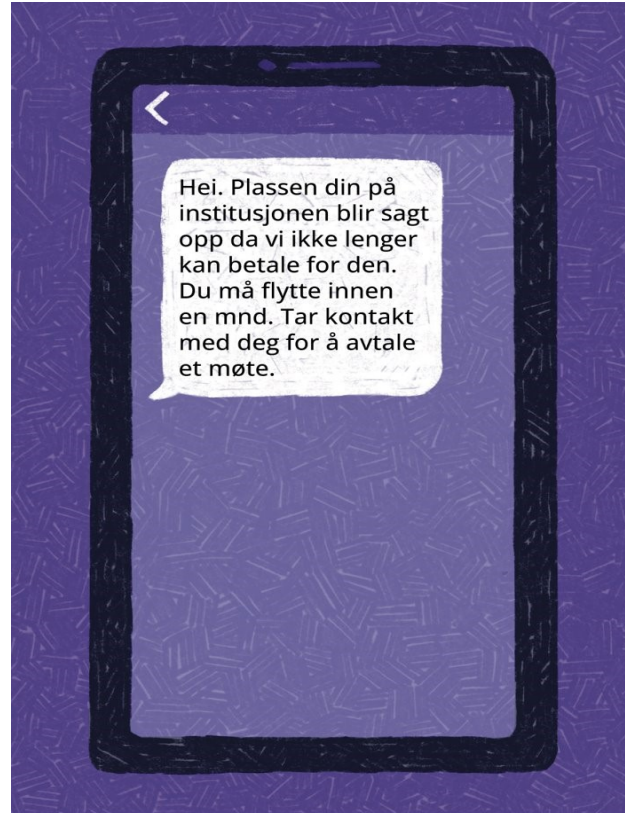 Hei. Plassen din på
institusjonen blir sagt
opp da vi ikke lenger
kan betale for den.
Du må flytte innen
en mnd. Tar kontakt
med deg for å avtale
et møte.